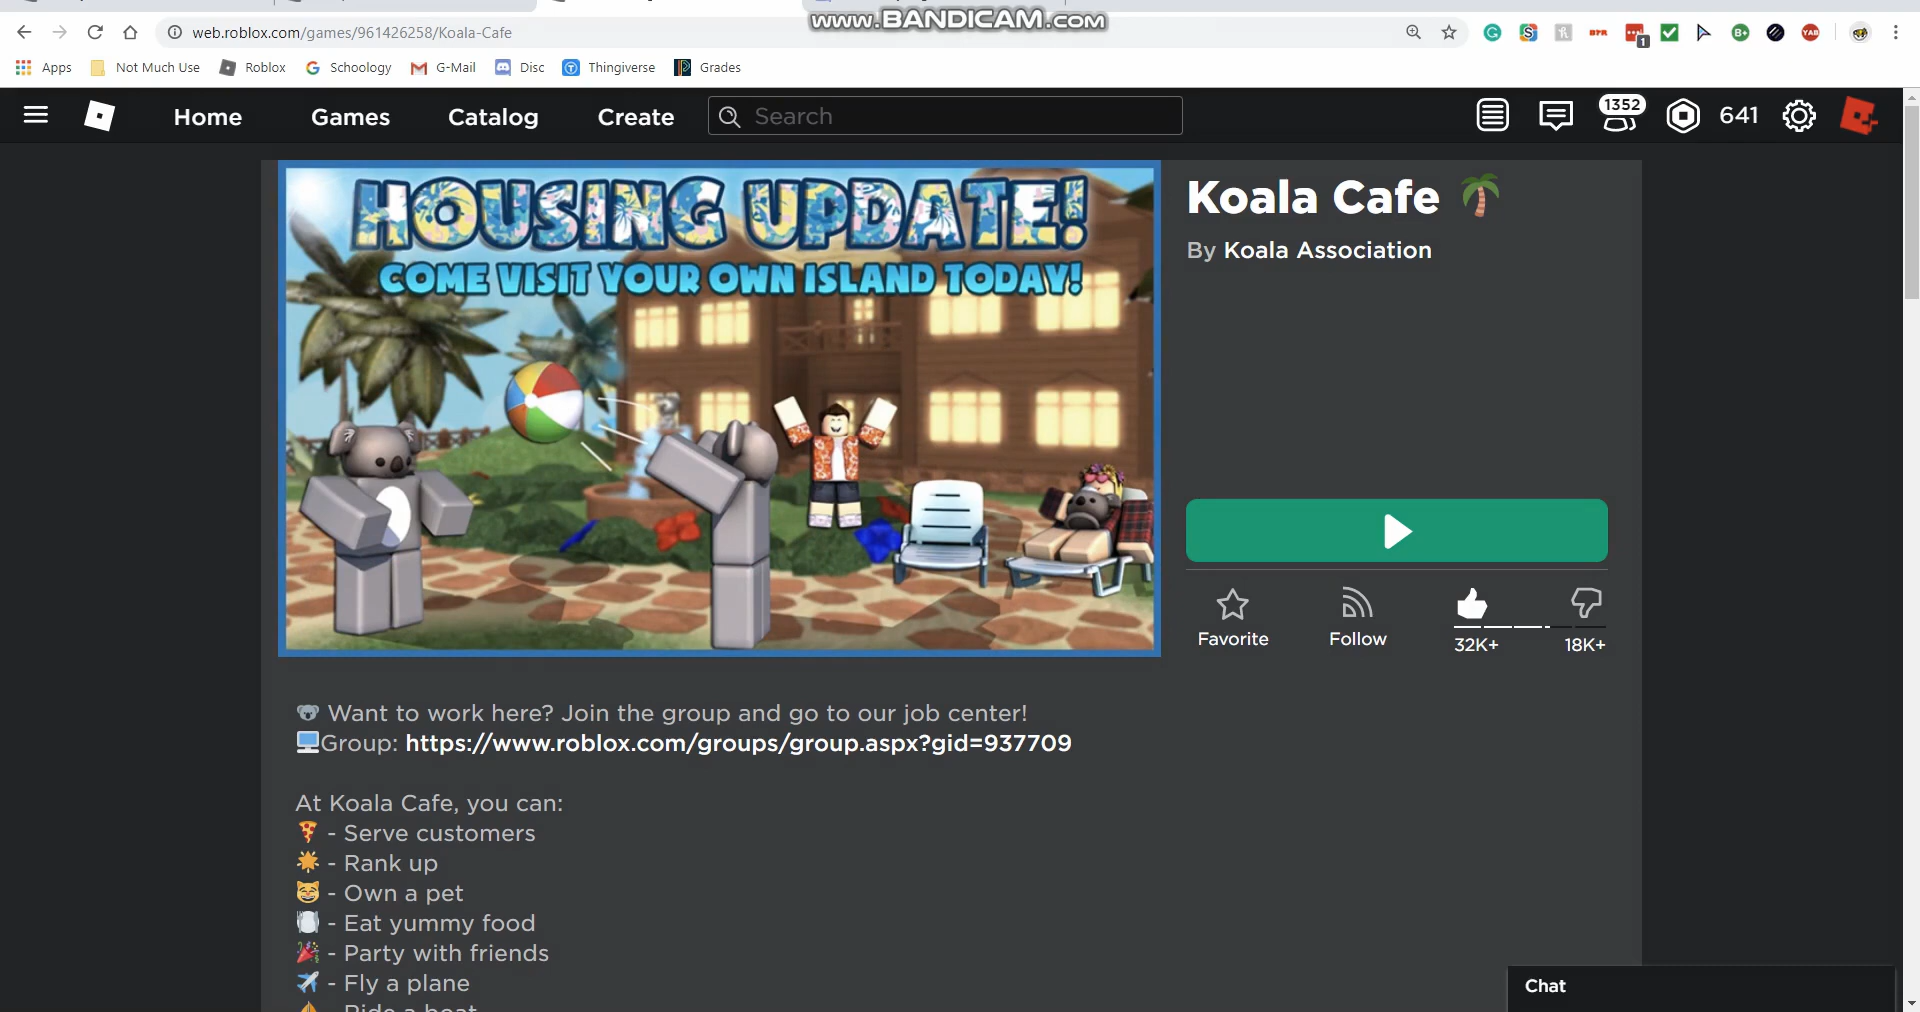 www.BANDICAM.com
web.roblox.com/games/961426258/Koala-Cafe
1
Apps
Not Much Use
Roblox
Schoology
G-Mail
Disc
Thingiverse
Grades
Home
Games
Catalog
Create
Search
1352
641
HOUSING UPDATE!
COME VISIT YOUR OWN ISLAND TODAY!
Koala Cafe 🌴
By Koala Association
Favorite
Follow
32K+
18K+
🐨 Want to work here? Join the group and go to our job center!
🖥️Group: https://www.roblox.com/groups/group.aspx?gid=937709
At Koala Cafe, you can:
🍕 - Serve customers
🌟 - Rank up
😸 - Own a pet
🍽️ - Eat yummy food
🎉 - Party with friends
✈️ - Fly a plane
Chat